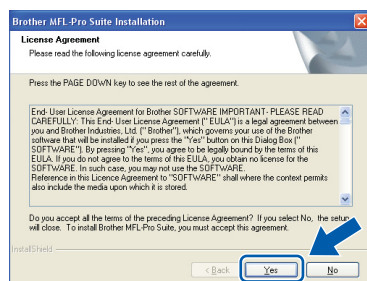 Brother MFL-Pro Suite Installation
License Agreement
Please read the following license agreement carefully.
Press the PAGE DOWN key to see the rest of the agreement.
End- User License Agreement for Brother SOFTWARE IMPORTANT- PLEASE READ
CAREFULLY: This End- User License Agreement (" EULA") is a legal agreement between
you and Brother Industries, Ltd. (" Brother"), which governs your use of the Brother
software that will be installed if you press the "Yes" button on this Dialog Box ("
SOFTWARE"). By pressing "Yes", you agree to be legally bound by the terms of this
EULA. If you do not agree to the terms of this EULA, you obtain no license for the
SOFTWARE. In such case, you may not use the SOFTWARE.
Reference in this Licence Agreement to "SOFTWARE" shall where the context permits
also include the media upon which it is stored.
Do you accept all the terms of the preceding License Agreement? If you select No, the setup
will close. To install Brother MFL-Pro Suite, you must accept this agreement.
InstallShield
< Back
Yes
No